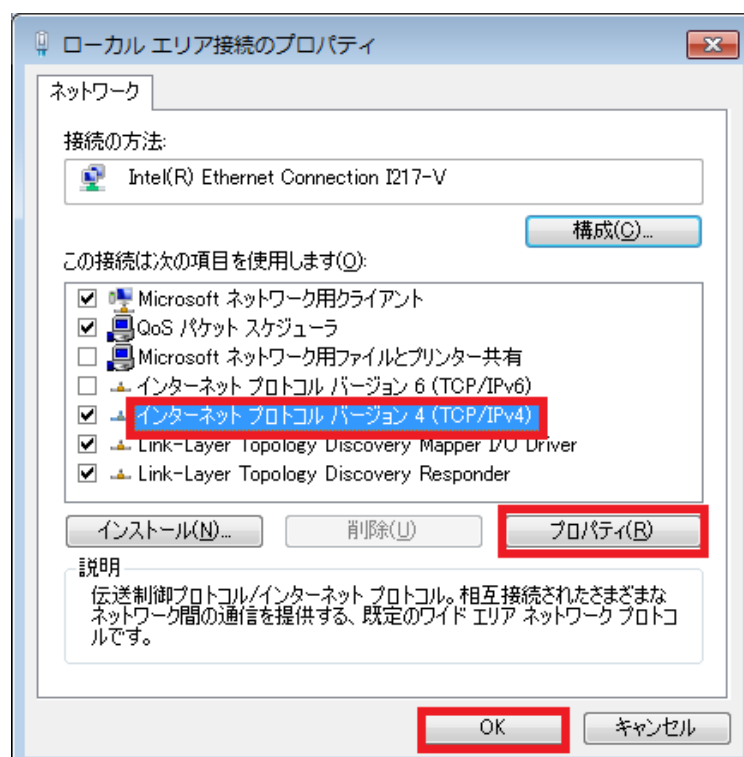 ローカル エリア接続のプロパティ
ネットワーク
接続の方法:
Intel(R) Ethernet Connection I217-V
構成(C)...
この接続は次の項目を使用します(O):
Microsoft ネットワーク用クライアント
QoS パケット スケジューラ
Microsoft ネットワーク用ファイルとプリンター共有
インターネット プロトコル バージョン 6 (TCP/IPv6)
インターネット プロトコル バージョン 4 (TCP/IPv4)
Link-Layer Topology Discovery Mapper I/O Driver
Link-Layer Topology Discovery Responder
インストール(N)... 削除(U) プロパティ(R)
説明
伝送制御プロトコル/インターネット プロトコル。相互接続されたさまざまな
ネットワーク間の通信を提供する、既定のワイド エリア ネットワーク プロトコ
ルです。
OK キャンセル